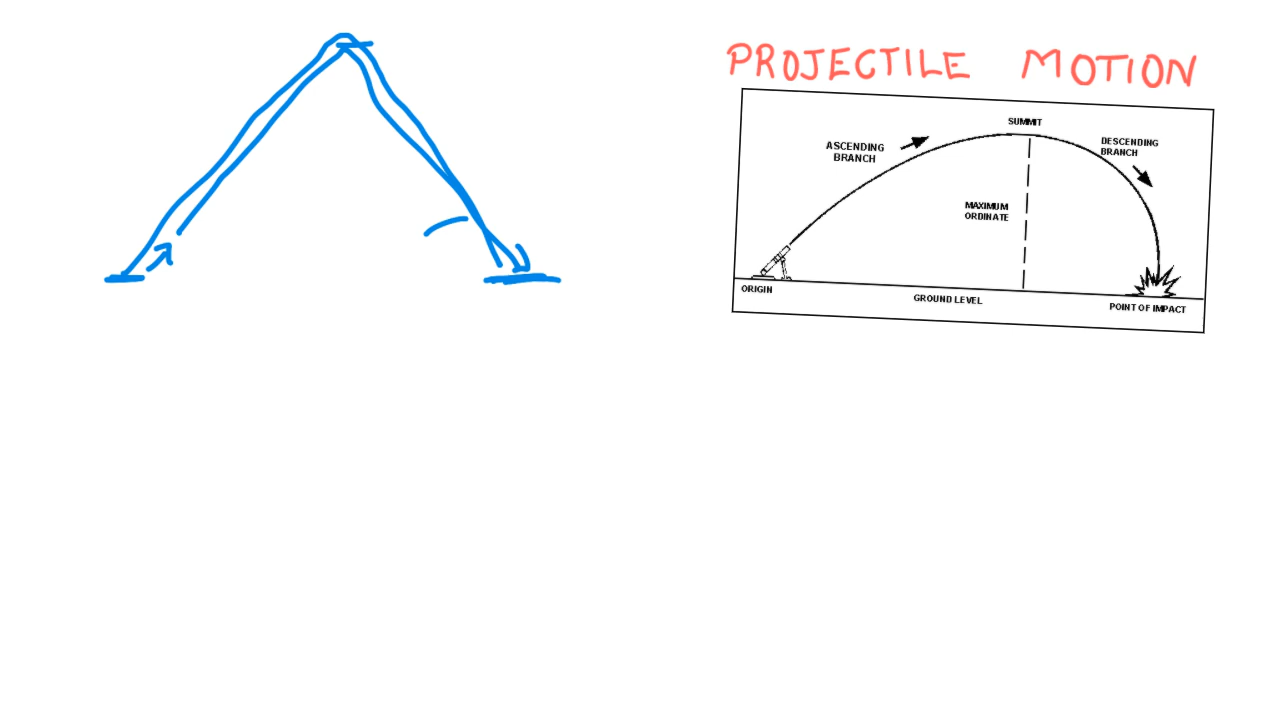 PROJECTILE MOTION
SUMMIT
ASCENDING
BRANCH
DESCENDING
BRANCH
MAXIMUM
ORDINATE
ORIGIN
GROUND LEVEL
POINT OF IMPACT